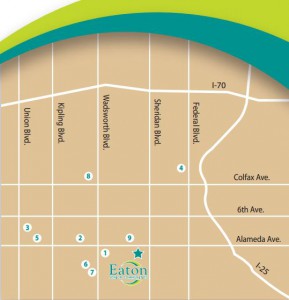 I-70
Union Blvd.
Kipling Blvd.
Wadsworth Blvd.
Sheridan Blvd.
Federal Blvd.
4
8
Colfax Ave.
6th Ave.
3
5
2
9
Alameda Ave.
1
6
7
Eaton
I-25